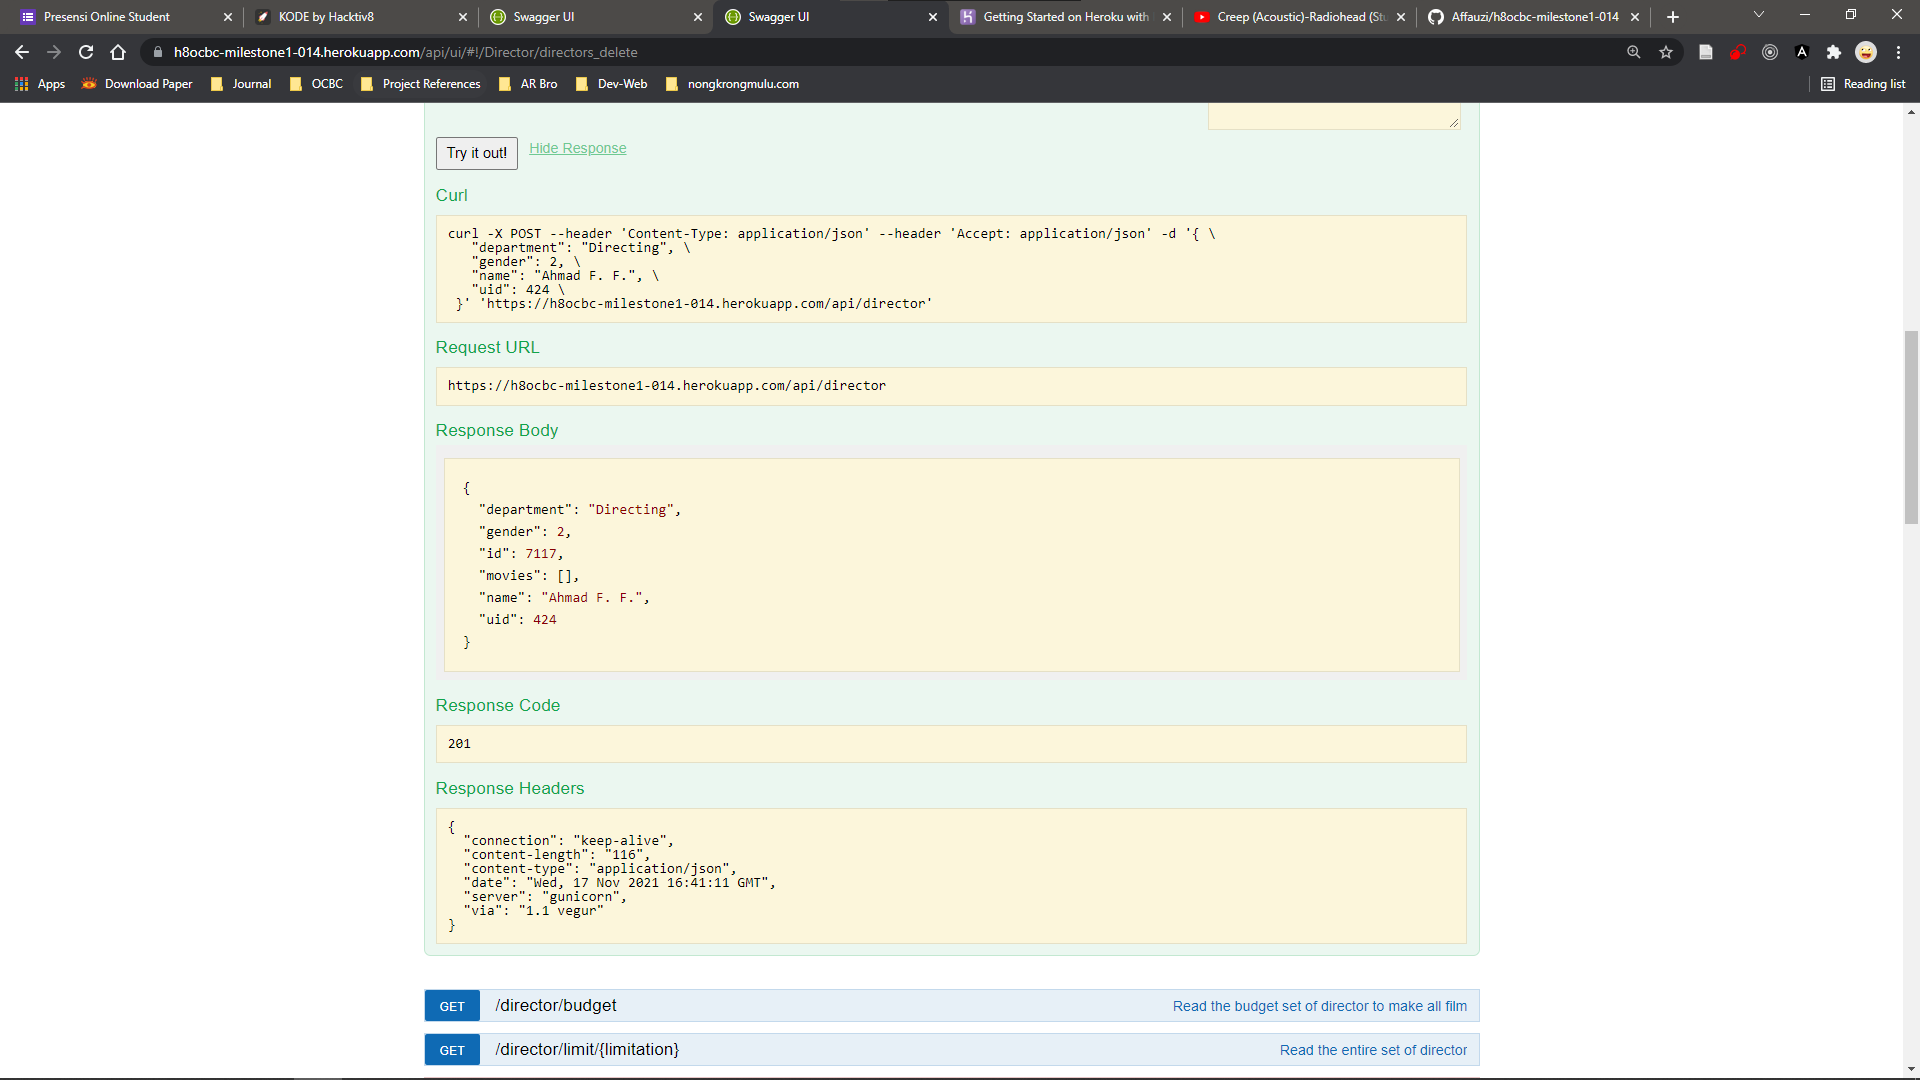 Presensi Online Student
KODE by Hacktiv8
Swagger UI
Swagger UI
Getting Started on Heroku with
Creep (Acoustic)-Radiohead (Stu
Affauzi/h8ocbc-milestone1-014
h8ocbc-milestone1-014.herokuapp.com/api/ui/#!/Director/directors_delete
Apps
Download Paper
Journal
OCBC
Project References
AR Bro
Dev-Web
nongkrongmulu.com
Reading list
Try it out!
Hide Response
Curl
curl -X POST --header 'Content-Type: application/json' --header 'Accept: application/json' -d '{ \
"department": "Directing", \
"gender": 2, \
"name": "Ahmad F. F.", \
"uid": 424 \
}' 'https://h8ocbc-milestone1-014.herokuapp.com/api/director'
Request URL
https://h8ocbc-milestone1-014.herokuapp.com/api/director
Response Body
{
"department": "Directing",
"gender": 2,
"id": 7117,
"movies": [],
"name": "Ahmad F. F.",
"uid": 424
}
Response Code
201
Response Headers
{
"connection": "keep-alive",
"content-length": "116",
"content-type": "application/json",
"date": "Wed, 17 Nov 2021 16:41:11 GMT",
"server": "gunicorn",
"via": "1.1 vegur"
}
GET /director/budget Read the budget set of director to make all film
GET /director/limit/{limitation} Read the entire set of director